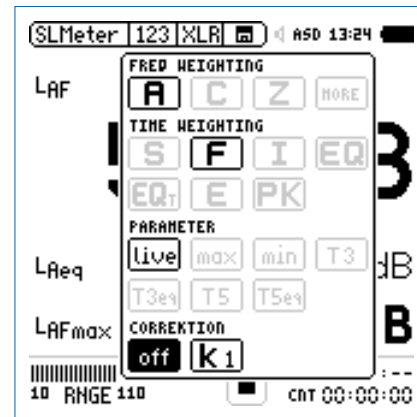 SLMeter 123 XLR ASD 13:24
LAF
FREQ WEIGHTING
A C Z MORE
TIME WEIGHTING
S F I EQ
EQT E PK
PARAMETER
live max min T3
LAeq dB
T3eq T5 T5eq
LAFmax B
CORREKTION
off k1
:--
10 RNGE 110 CNT 00:00:00